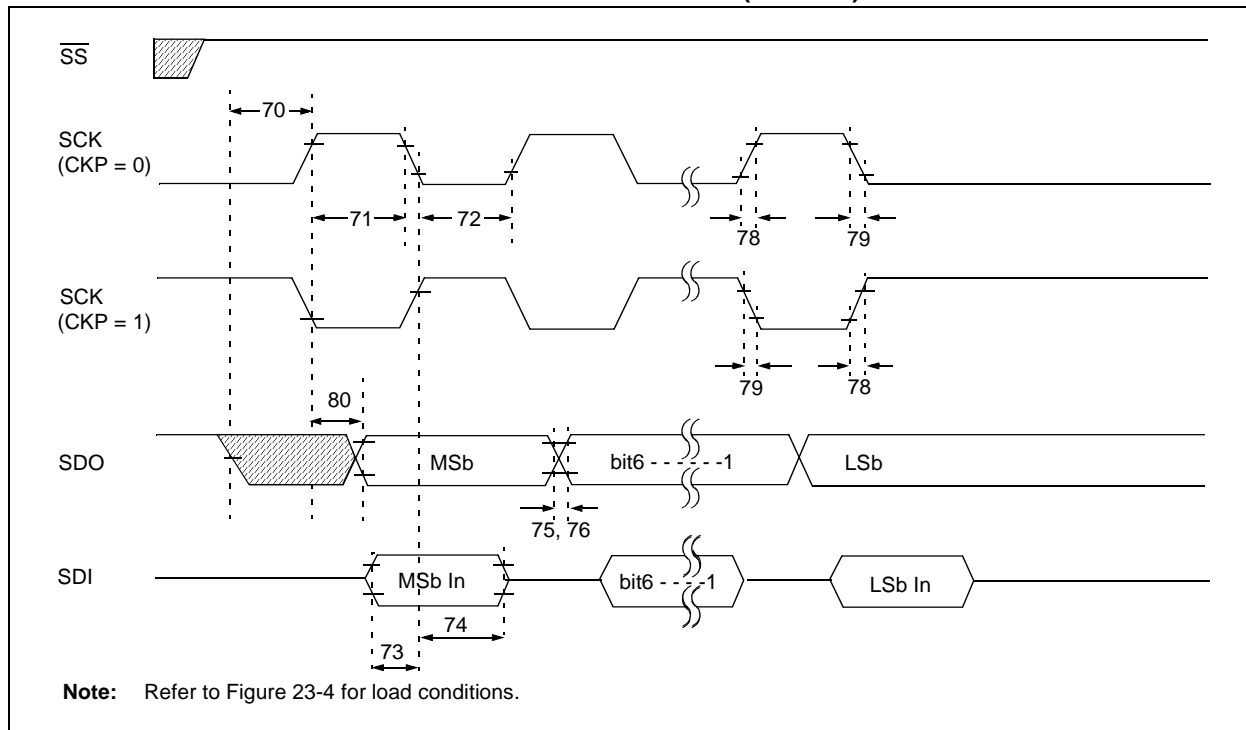 SS
70
SCK
(CKP = 0)
71
72
78
79
SCK
(CKP = 1)
79
78
80
SDO
MSb
bit6 - - - - - -1
LSb
75, 76
SDI
MSb In
bit6 - - - - -1
LSb In
74
73
Note: Refer to Figure 23-4 for load conditions.